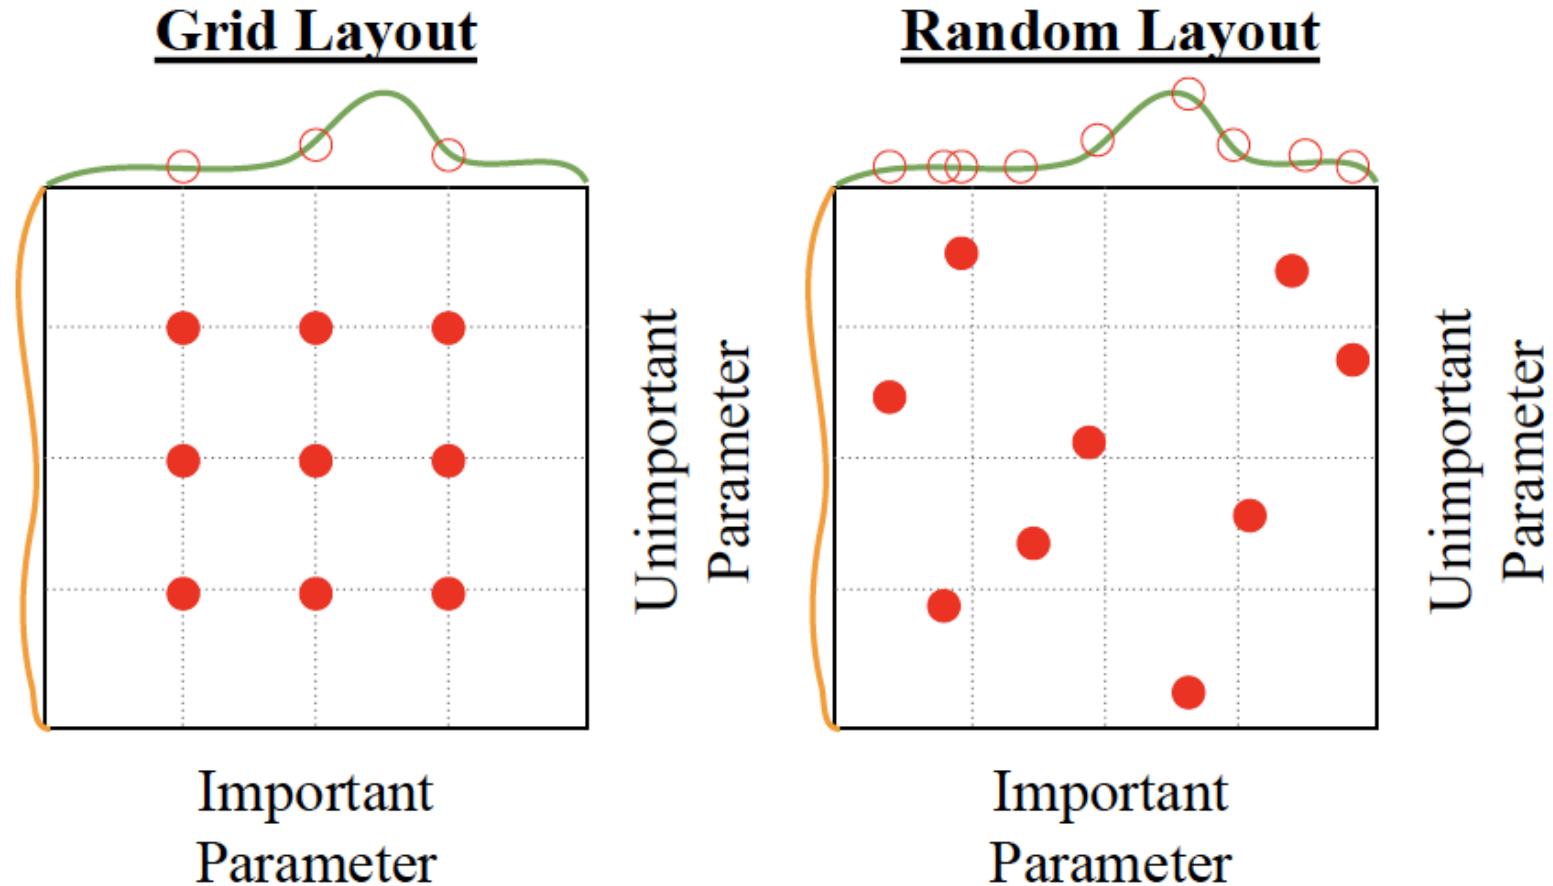 Grid Layout
Unimportant
Parameter
Important
Parameter
Random Layout
Unimportant
Parameter
Important
Parameter